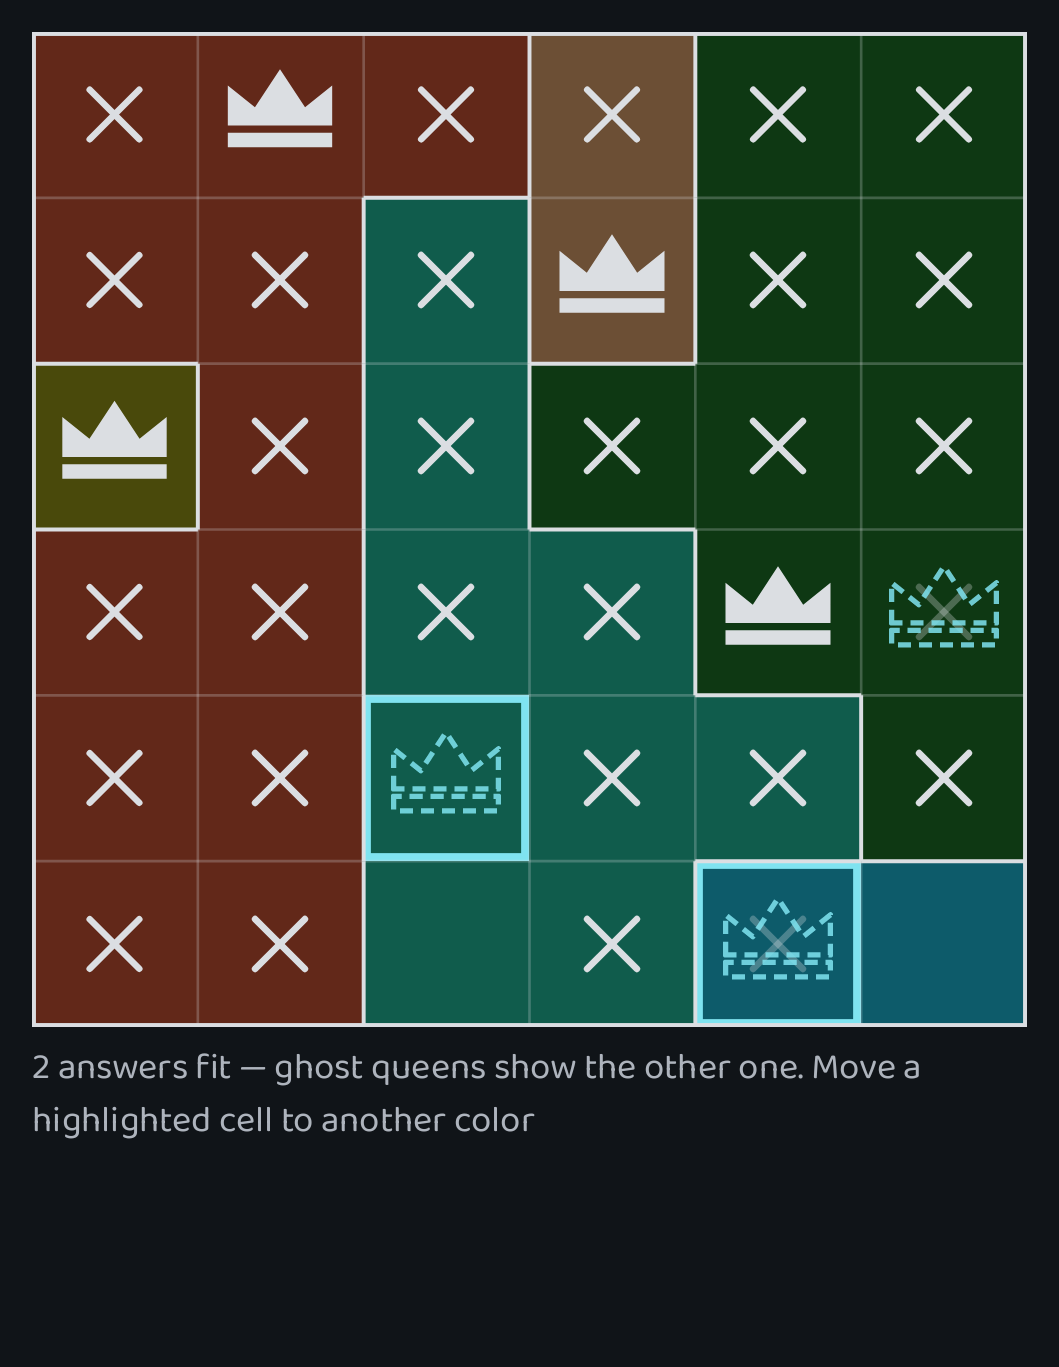 2 answers fit — ghost queens show the other one. Move a
highlighted cell to another color